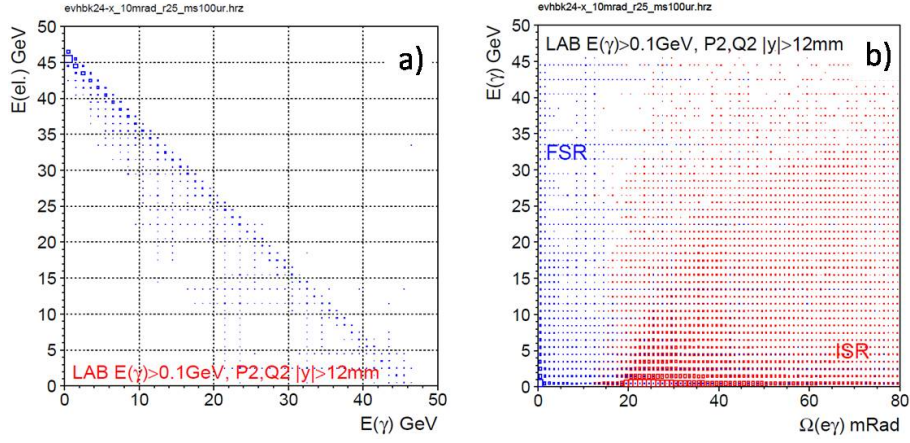 evhbk24-x_10mrad_r25_ms100ur.hrz
E(el.) GeV
50
45
40
35
30
25
20
15
10
5
0
a)
LAB E(γ)>0.1GeV, P2,Q2 |y|>12mm
0 10 20 30 40 50
E(γ) GeV
evhbk24-x_10mrad_r25_ms100ur.hrz
E(γ) GeV
50
45
40
35
30
25
20
15
10
5
0
LAB E(γ)>0.1GeV, P2,Q2 |y|>12mm
b)
FSR
ISR
0 20 40 60 80
Ω(eγ) mRad